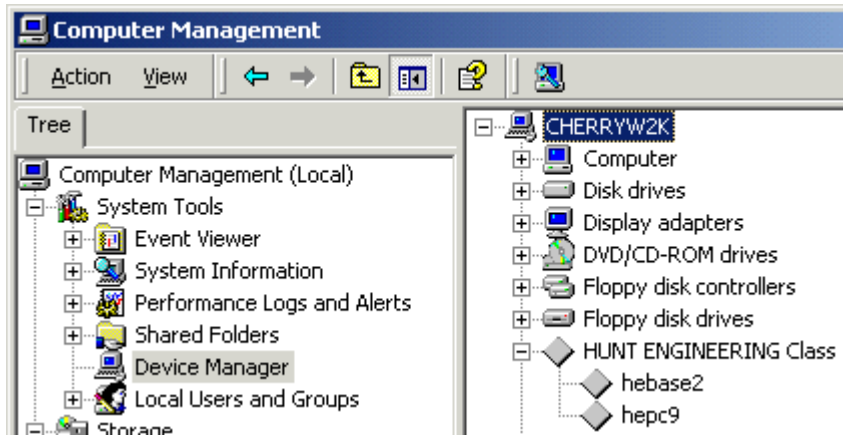 Computer Management
Action View
Tree
Computer Management (Local)
System Tools
Event Viewer
System Information
Performance Logs and Alerts
Shared Folders
Device Manager
Local Users and Groups
Storage
CHERRYW2K
Computer
Disk drives
Display adapters
DVD/CD-ROM drives
Floppy disk controllers
Floppy disk drives
HUNT ENGINEERING Class
hebase2
hepc9